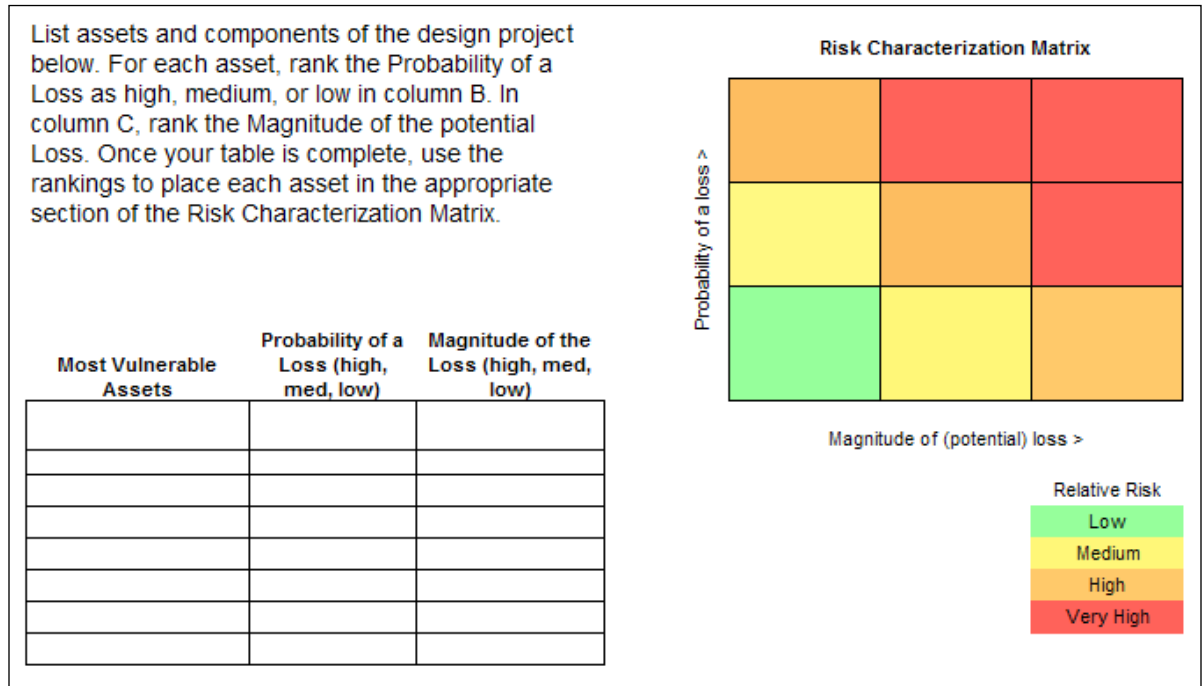 List assets and components of the design project
below. For each asset, rank the Probability of a
Loss as high, medium, or low in column B. In
column C, rank the Magnitude of the potential
Loss. Once your table is complete, use the
rankings to place each asset in the appropriate
section of the Risk Characterization Matrix.
Most Vulnerable
Assets
Probability of a
Loss (high,
med, low)
Magnitude of the
Loss (high, med,
low)
Risk Characterization Matrix
Probability of a loss >
Magnitude of (potential) loss >
Relative Risk
Low
Medium
High
Very High